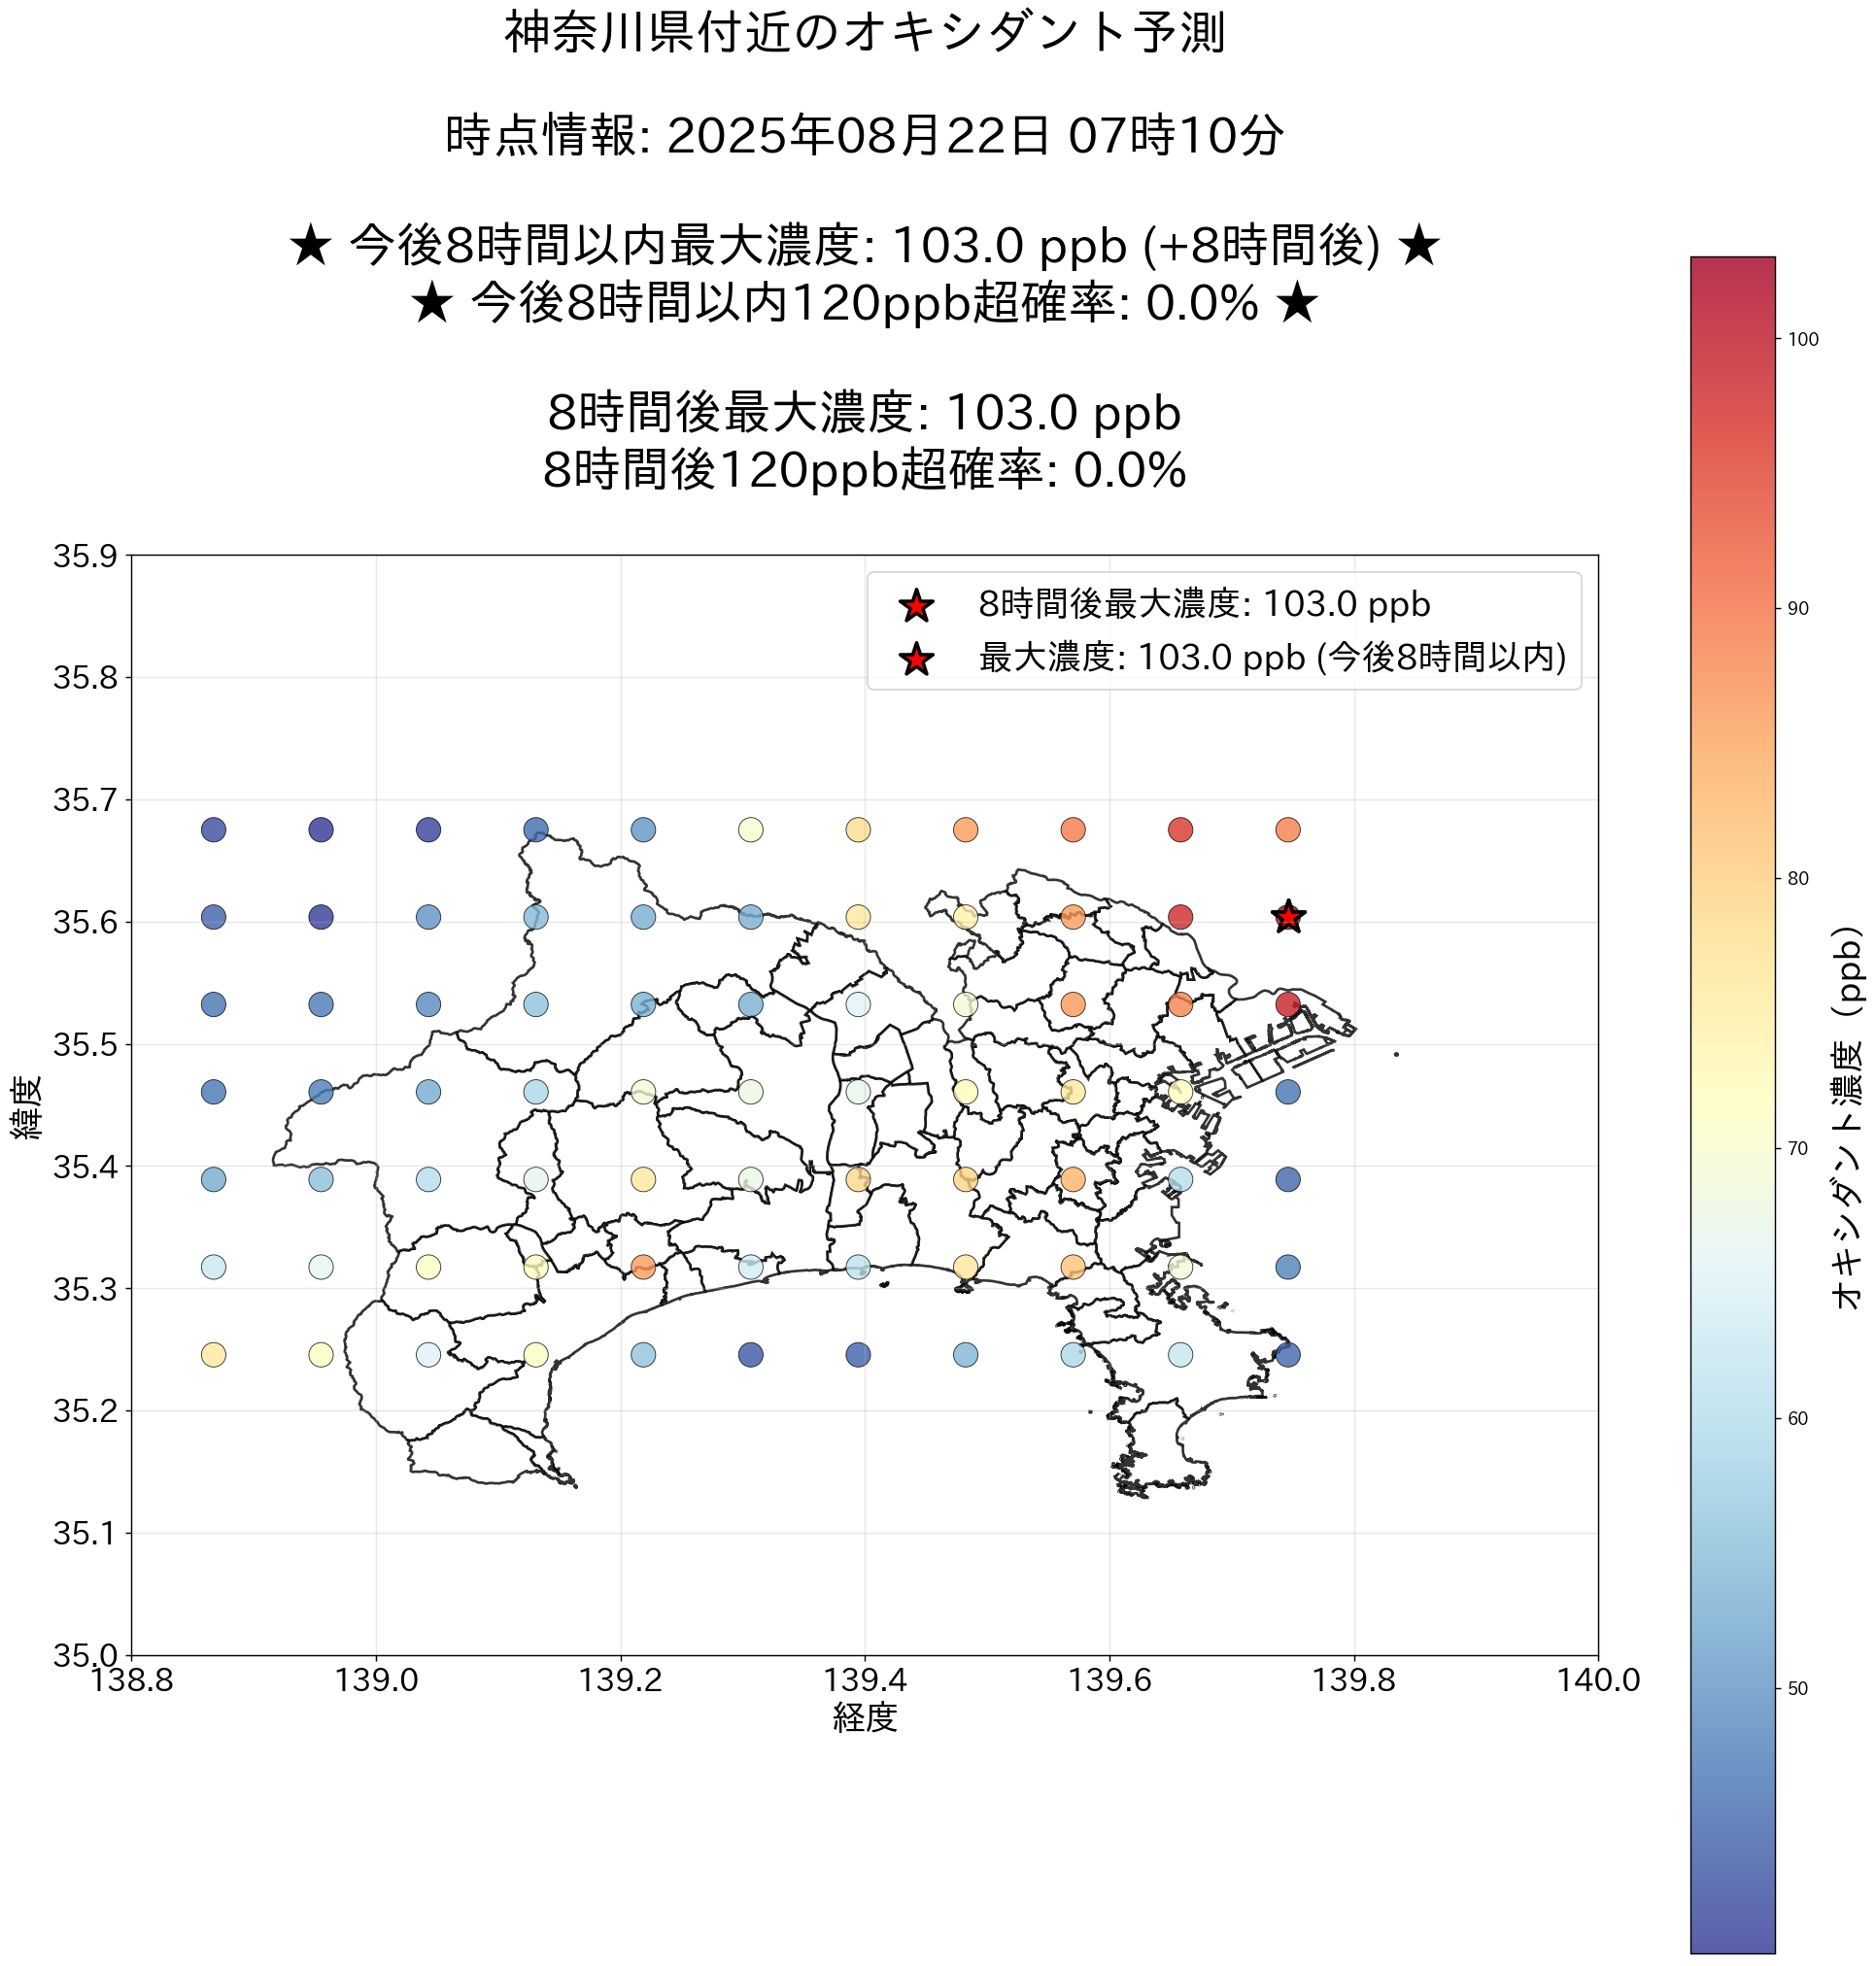 神奈川県付近のオキシダント予測
時点情報: 2025年08月22日 07時10分
★ 今後8時間以内最大濃度: 103.0 ppb (+8時間後) ★
★ 今後8時間以内120ppb超確率: 0.0% ★
8時間後最大濃度: 103.0 ppb
8時間後120ppb超確率: 0.0%
8時間後最大濃度: 103.0 ppb
最大濃度: 103.0 ppb (今後8時間以内)
35.9
35.8
35.7
35.6
35.5
35.4
35.3
35.2
35.1
35.0
緯度
138.8
139.0
139.2
139.4
139.6
139.8
140.0
経度
100
90
80
70
60
50
オキシダント濃度 (ppb)